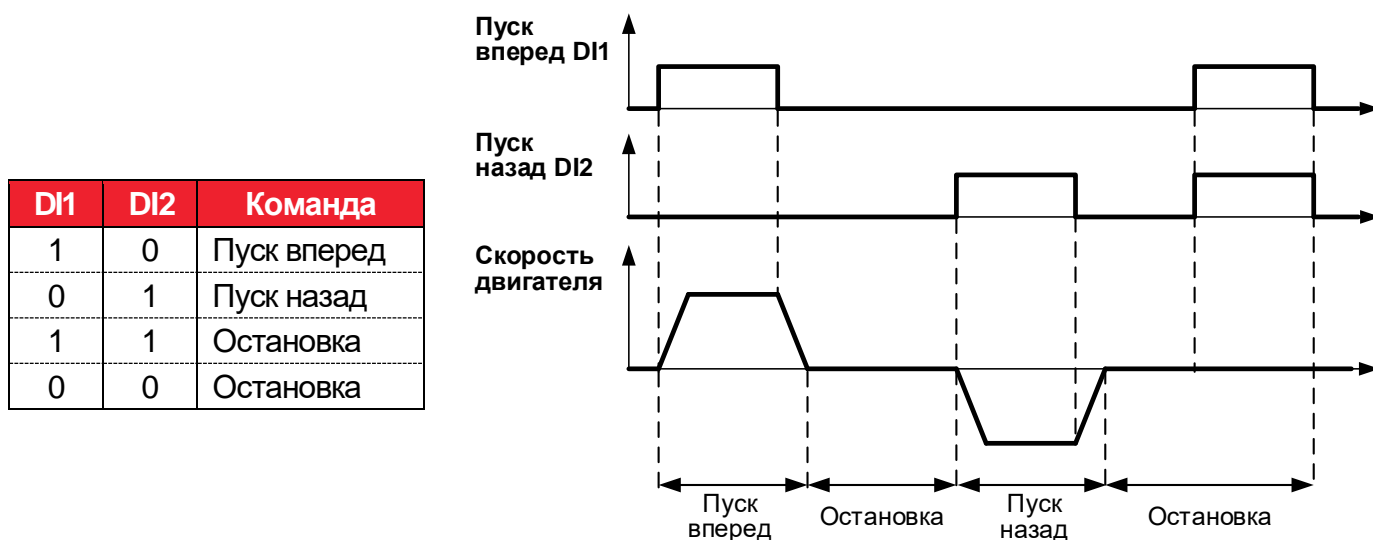 DI1 DI2 Команда
1 0 Пуск вперед
0 1 Пуск назад
1 1 Остановка
0 0 Остановка
Пуск
вперед DI1
Пуск
назад DI2
Скорость
двигателя
Пуск
вперед
Остановка
Пуск
назад
Остановка